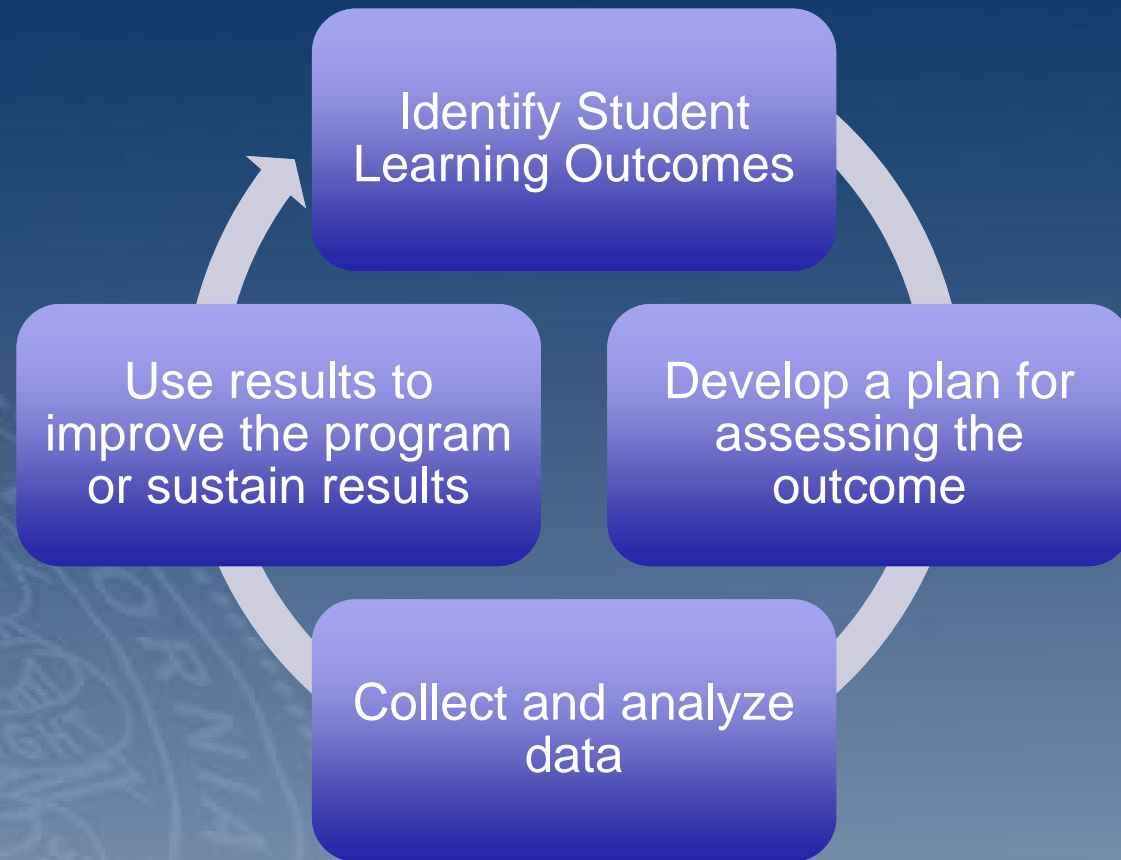 Identify Student
Learning Outcomes
Develop a plan for
assessing the
outcome
Collect and analyze
data
Use results to
improve the program
or sustain results
ORNIA